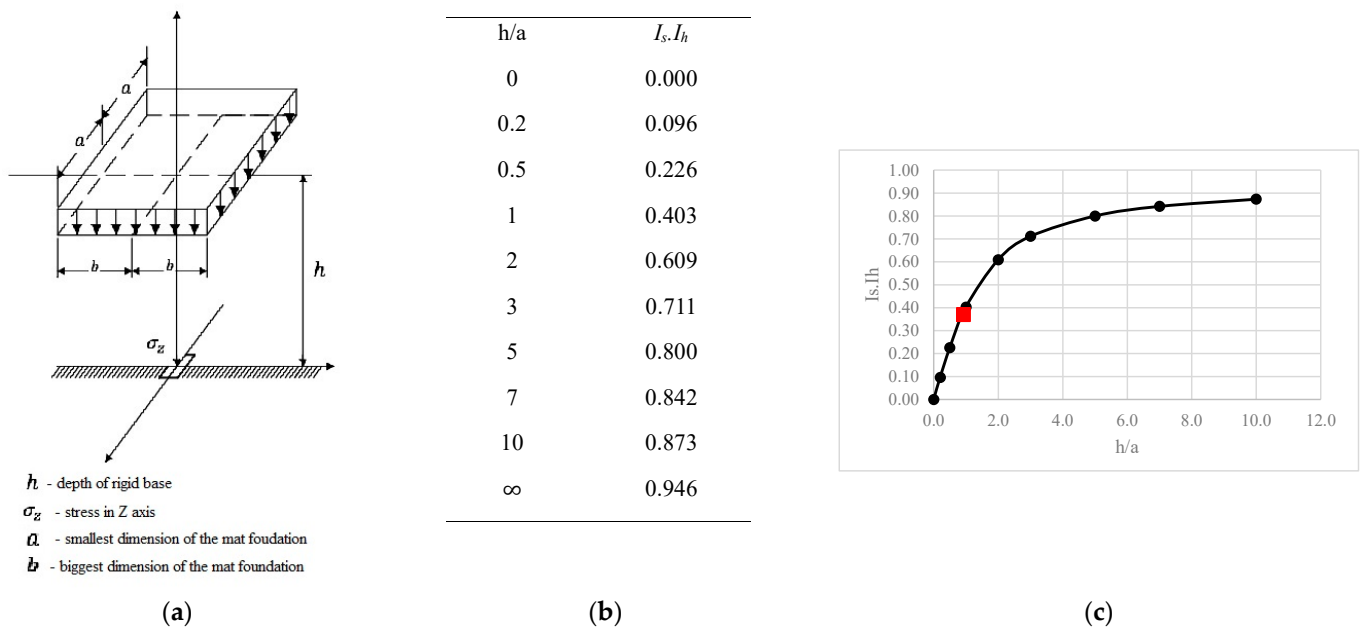 a
a
b
b
h
σz
h - depth of rigid base
σz - stress in Z axis
a - smallest dimension of the mat foudation
b - biggest dimension of the mat foundation
(a)
h/a Is.Ih
0 0.000
0.2 0.096
0.5 0.226
1 0.403
2 0.609
3 0.711
5 0.800
7 0.842
10 0.873
∞ 0.946
(b)
1.00
0.90
0.80
0.70
0.60
0.50
0.40
0.30
0.20
0.10
0.00
Is.Ih
0.0 2.0 4.0 6.0 8.0 10.0 12.0
h/a
(c)